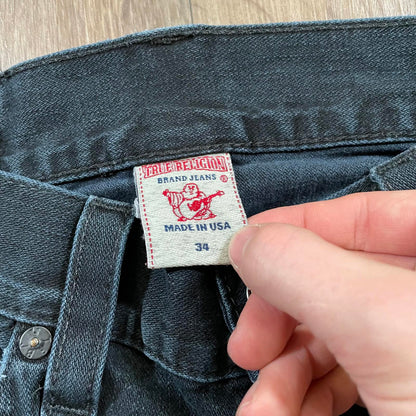 TRUE RELIGION
BRAND JEANS ®
MADE IN USA
34